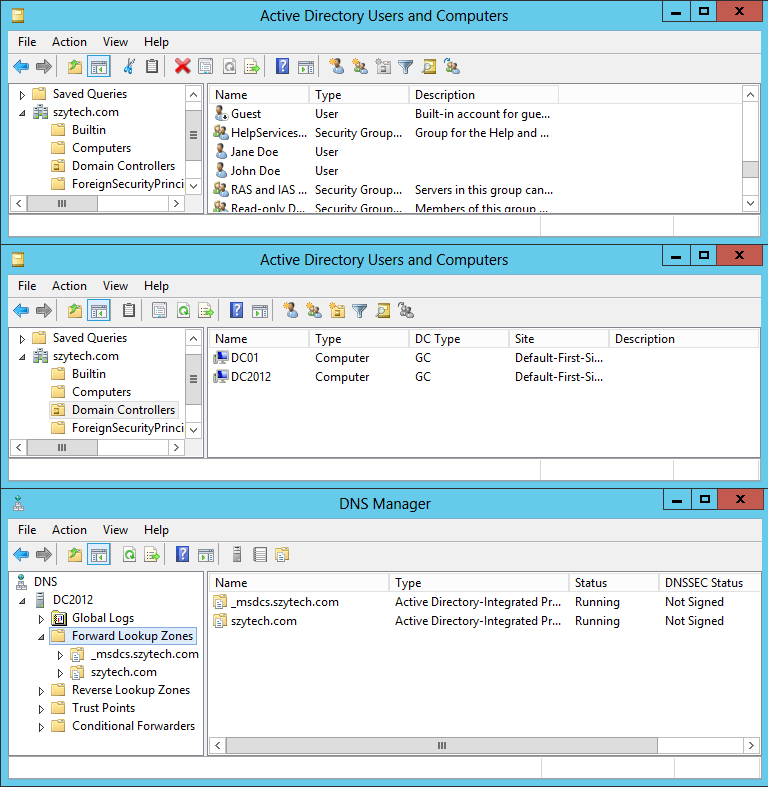 Active Directory Users and Computers
File Action View Help
Saved Queries
szytech.com
Builtin
Computers
Domain Controllers
ForeignSecurityPrinci
Name Type Description
Guest User Built-in account for gue...
HelpServices... Security Group... Group for the Help and ...
Jane Doe User
John Doe User
RAS and IAS ... Security Group... Servers in this group can...
Read-only D... Security Group... Members of this group ...
Active Directory Users and Computers
File Action View Help
Saved Queries
szytech.com
Builtin
Computers
Domain Controllers
ForeignSecurityPrinci
Name Type DC Type Site Description
DC01 Computer GC Default-First-Si...
DC2012 Computer GC Default-First-Si...
DNS Manager
File Action View Help
DNS
DC2012
Global Logs
Forward Lookup Zones
_msdcs.szytech.com
szytech.com
Reverse Lookup Zones
Trust Points
Conditional Forwarders
Name Type Status DNSSEC Status
_msdcs.szytech.com Active Directory-Integrated Pr... Running Not Signed
szytech.com Active Directory-Integrated Pr... Running Not Signed